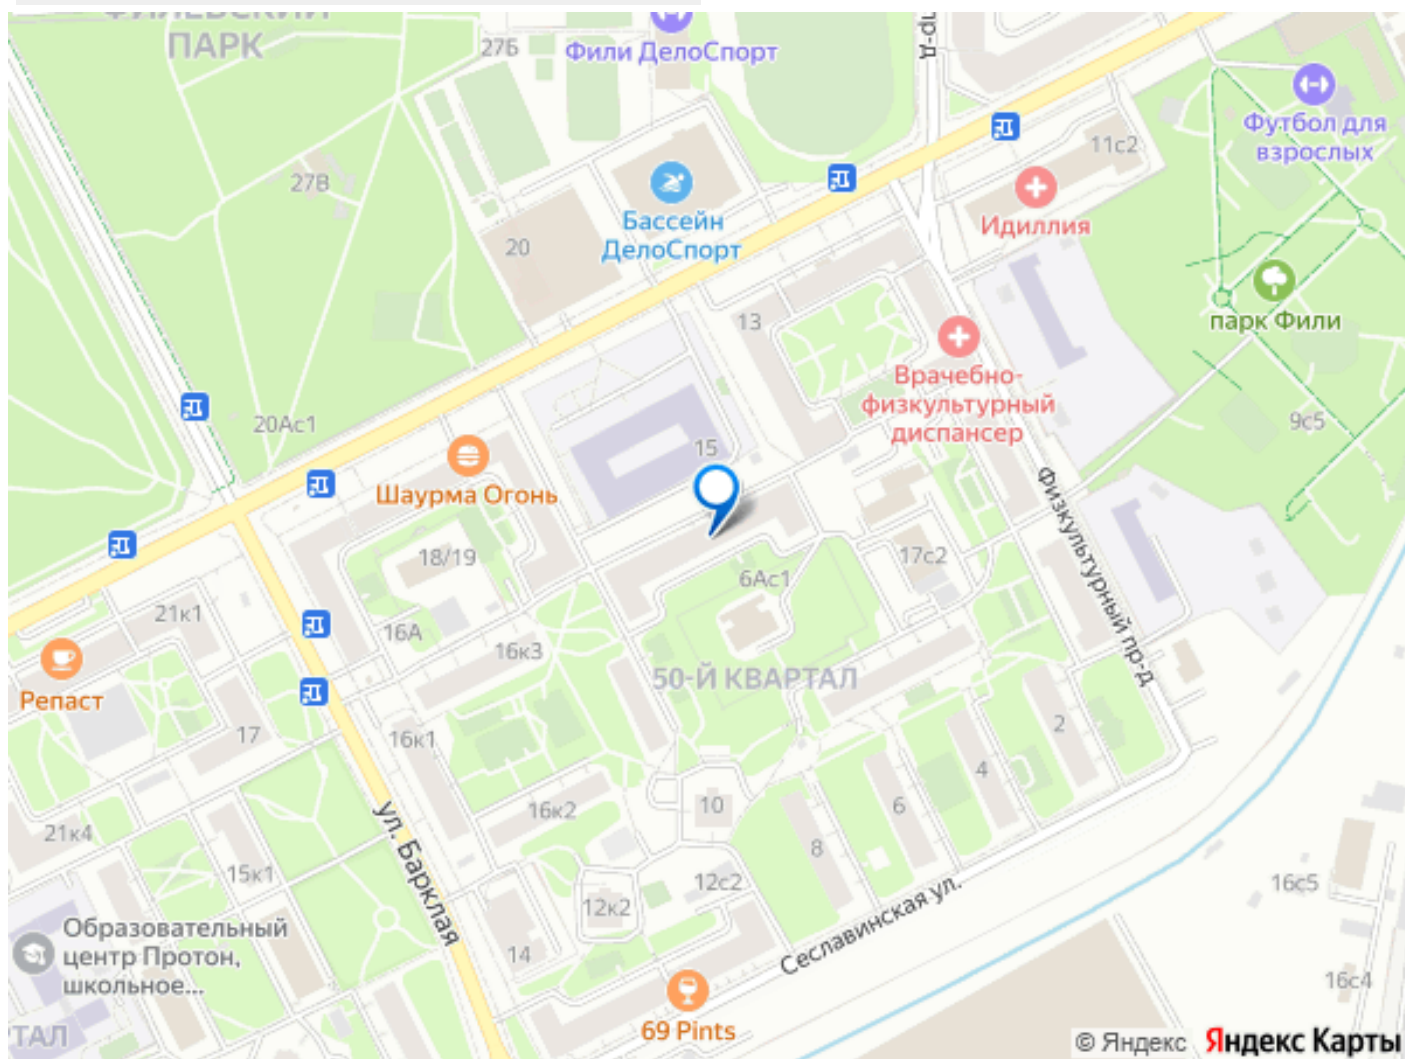 ФИЛЕВСКИЙ
ПАРК
27Б
Фили ДелоСпорт
пр-д
11с2
Футбол для
взрослых
27В
Бассейн
ДелоСпорт
20
Идиллия
13
парк Фили
Врачебно-
физкультурный
диспансер
20Ас1
9с5
15
Шаурма Огонь
18/19
17с2
6Ас1
Физкультурный пр-д
21к1
16А
16к3
50-Й КВАРТАЛ
Репаст
17
16к1
2
4
21к4
16к2
10
6
8
ул. Барклая
15к1
12с2
16с5
12к2
Сеславинская ул.
Образовательный
центр Протон,
школьное...
14
16с4
69 Pints
ТАЛ
© Яндекс Яндекс Карты